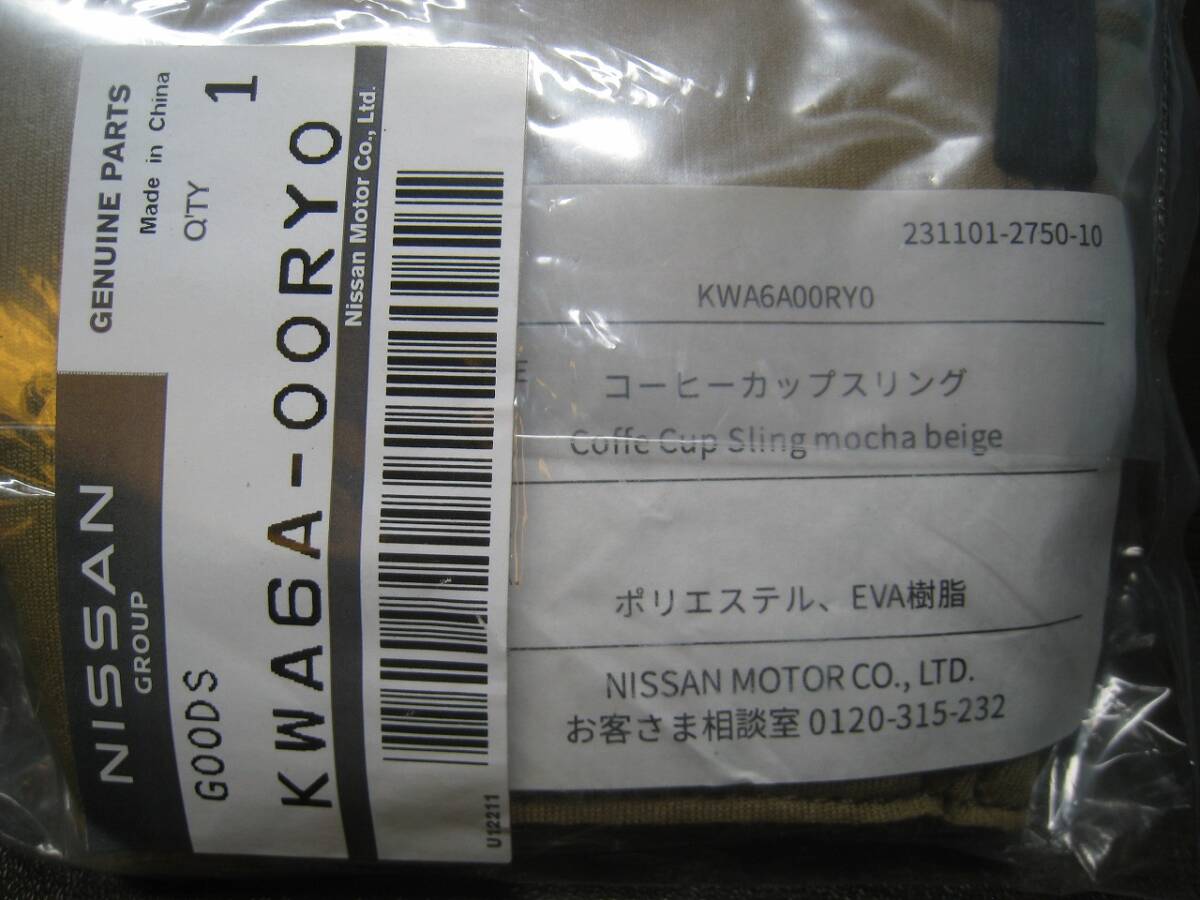 GENUINE PARTS
Made in China
Q'TY 1
NISSAN
GROUP
GOODS
KWA6A-00RY0
Nissan Motor Co., Ltd.
U12211
231101-2750-10
KWA6A00RY0
コーヒーカップスリング
Coffe Cup Sling mocha beige
ポリエステル、EVA樹脂
NISSAN MOTOR CO., LTD.
お客さま相談室 0120-315-232